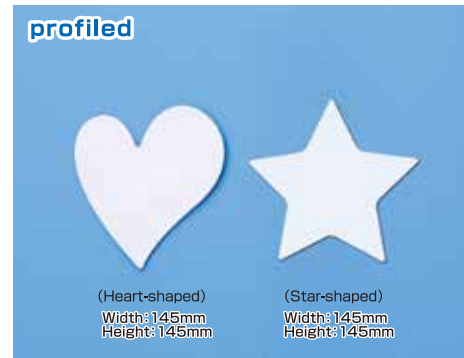 profiled
(Heart-shaped)
Width:145mm
Height:145mm
(Star-shaped)
Width:145mm
Height:145mm